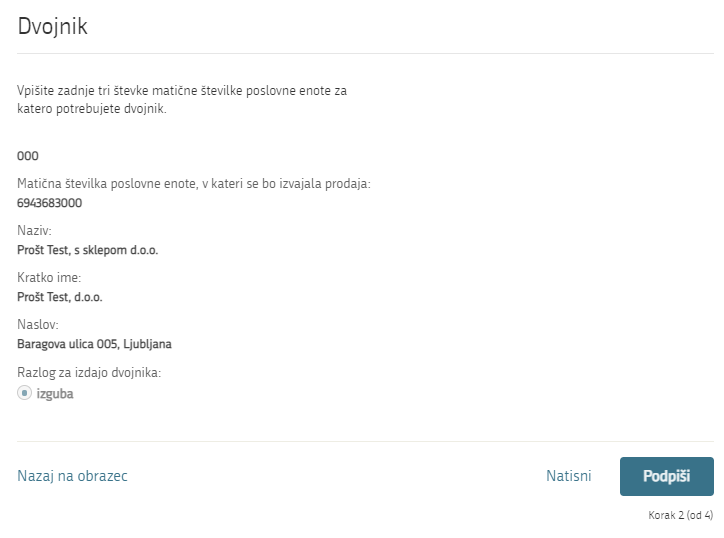 Dvojnik
Vpišite zadnje tri števke matične številke poslovne enote za
katero potrebujete dvojnik.
000
Matična številka poslovne enote, v kateri se bo izvajala prodaja:
6943683000
Naziv:
Prošt Test, s sklepom d.o.o.
Kratko ime:
Prošt Test, d.o.o.
Naslov:
Baragova ulica 005, Ljubljana
Razlog za izdajo dvojnika:
izguba
Nazaj na obrazec
Natisni
Podpiši
Korak 2 (od 4)